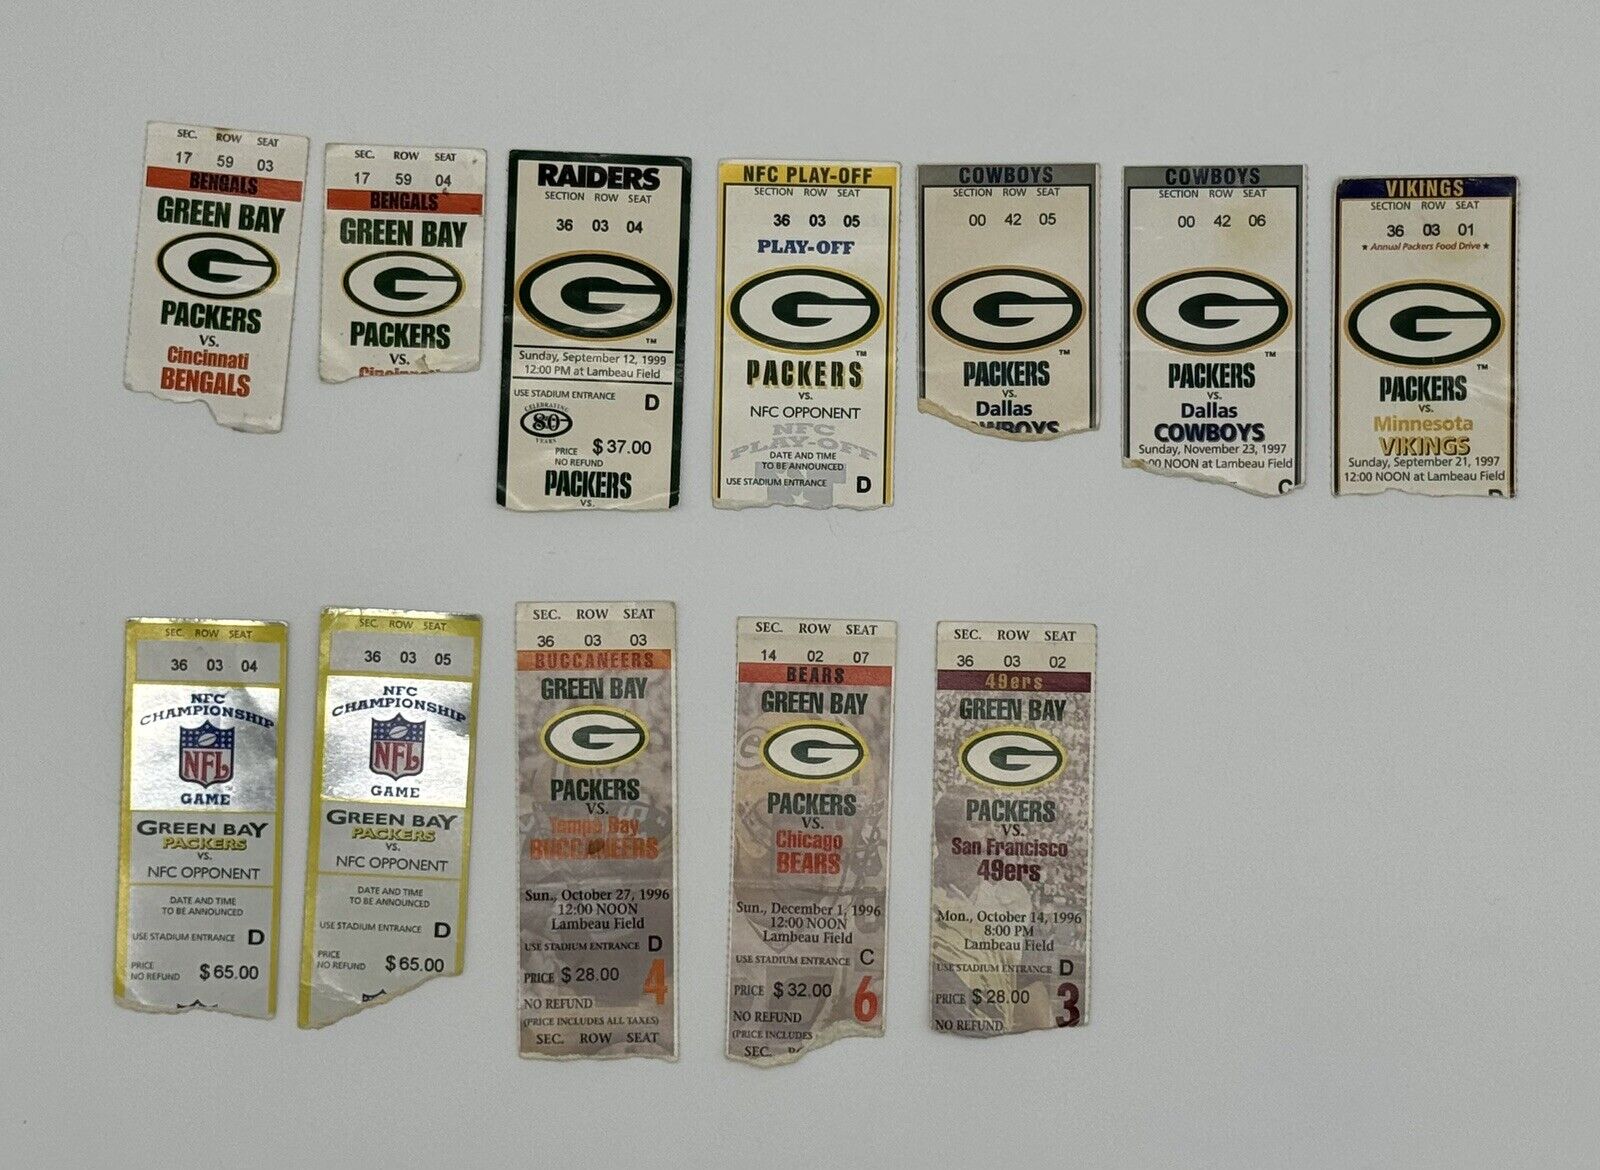 SEC. ROW SEAT
17 59 03
BENGALS
GREEN BAY
G
PACKERS
VS.
Cincinnati
BENGALS
SEC. ROW SEAT
17 59 04
BENGALS
GREEN BAY
G
PACKERS
VS.
Cincinnati
RAIDERS
SECTION ROW SEAT
36 03 04
G
TM
Sunday, September 12, 1999
12:00 PM at Lambeau Field
USE STADIUM ENTRANCE D
CELEBRATING
80
YEARS
PRICE $37.00
NO REFUND
PACKERS
VS.
NFC PLAY-OFF
SECTION ROW SEAT
36 03 05
PLAY-OFF
G
TM
PACKERS
VS.
NFC OPPONENT
NFC
PLAY-OFF
DATE AND TIME
TO BE ANNOUNCED
USE STADIUM ENTRANCE D
COWBOYS
SECTION ROW SEAT
00 42 05
G
TM
PACKERS
VS.
Dallas
COWBOYS
COWBOYS
SECTION ROW SEAT
00 42 06
G
TM
PACKERS
VS.
Dallas
COWBOYS
Sunday, November 23, 1997
:00 NOON at Lambeau Field
C
VIKINGS
SECTION ROW SEAT
36 03 01
★ Annual Packers Food Drive ★
G
TM
PACKERS
VS.
Minnesota
VIKINGS
Sunday, September 21, 1997
12:00 NOON at Lambeau Field
D
SEC. ROW SEAT
36 03 04
NFC
CHAMPIONSHIP
NFL
GAME
GREEN BAY
PACKERS
VS.
NFC OPPONENT
DATE AND TIME
TO BE ANNOUNCED
USE STADIUM ENTRANCE D
PRICE
NO REFUND $65.00
SEC. ROW SEAT
36 03 05
NFC
CHAMPIONSHIP
NFL
GAME
GREEN BAY
PACKERS
VS.
NFC OPPONENT
DATE AND TIME
TO BE ANNOUNCED
USE STADIUM ENTRANCE D
PRICE
NO REFUND $65.00
SEC. ROW SEAT
36 03 03
BUCCANEERS
GREEN BAY
G
PACKERS
VS.
Tampa Bay
BUCCANEERS
Sun., October 27, 1996
12:00 NOON
Lambeau Field
USE STADIUM ENTRANCE D
PRICE $28.00
4
NO REFUND
(PRICE INCLUDES ALL TAXES)
SEC. ROW SEAT
SEC. ROW SEAT
14 02 07
BEARS
GREEN BAY
G
PACKERS
VS.
Chicago
BEARS
Sun., December 1, 1996
12:00 NOON
Lambeau Field
USE STADIUM ENTRANCE C
PRICE $32.00
6
NO REFUND
(PRICE INCLUDES
SEC.
SEC. ROW SEAT
36 03 02
49ers
GREEN BAY
G
PACKERS
VS.
San Francisco
49ers
Mon., October 14, 1996
8:00 PM
Lambeau Field
USE STADIUM ENTRANCE D
PRICE $28.00
3
NO REFUND